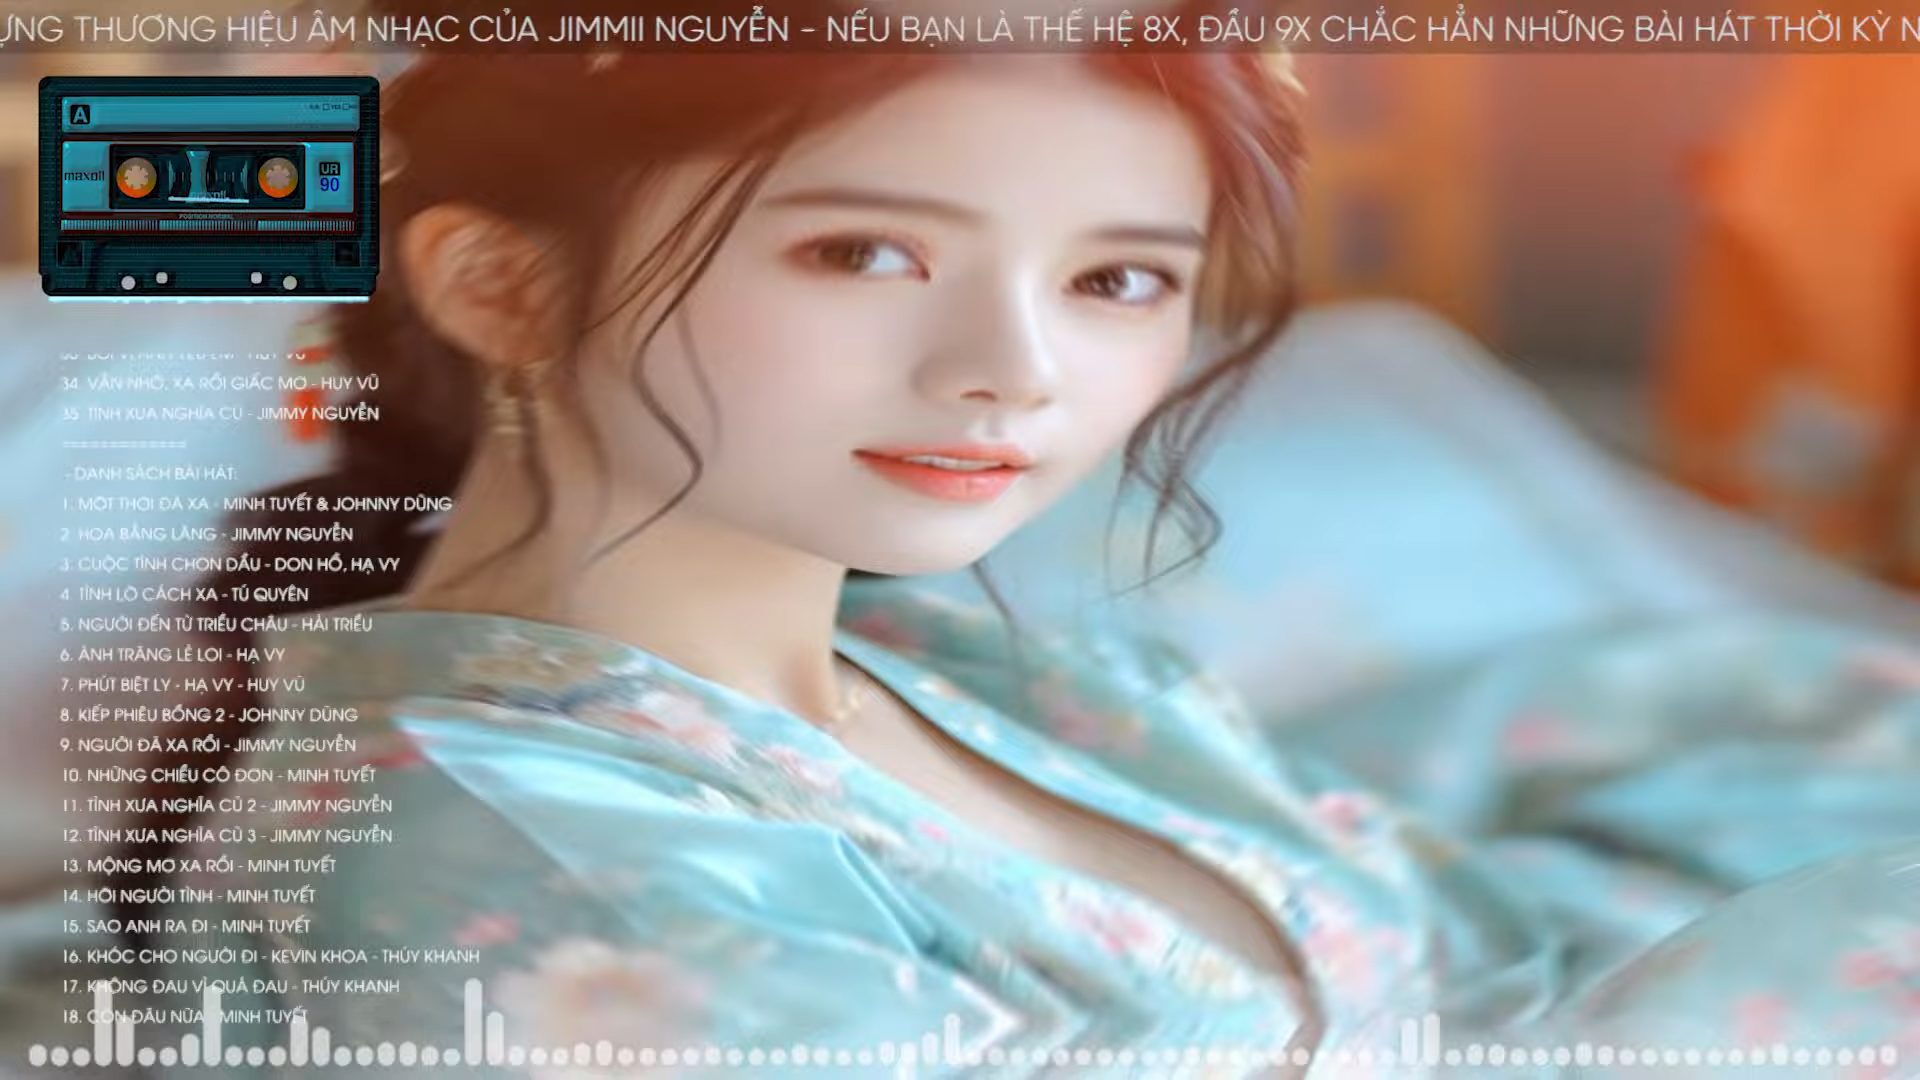 ỰNG THƯƠNG HIỆU ÂM NHẠC CỦA JIMMII NGUYỄN - NẾU BẠN LÀ THẾ HỆ 8X, ĐẦU 9X CHẮC HẲN NHỮNG BÀI HÁT THỜI KỲ N
A
maxell
UR
90
POSITION NORMAL
34. VẪN NHỚ, XA RỒI GIẤC MƠ - HUY VŨ
35. TÌNH XƯA NGHĨA CŨ - JIMMY NGUYỄN
=============
- DANH SÁCH BÀI HÁT:
1. MỘT THỜI ĐÃ XA - MINH TUYẾT & JOHNNY DŨNG
2. HOA BẰNG LĂNG - JIMMY NGUYỄN
3. CUỘC TÌNH CHÔN DẤU - DON HỒ, HẠ VY
4. TÌNH LỠ CÁCH XA - TÚ QUYÊN
5. NGƯỜI ĐẾN TỪ TRIỀU CHÂU - HẢI TRIỀU
6. ÁNH TRĂNG LẺ LOI - HẠ VY
7. PHÚT BIỆT LY - HẠ VY - HUY VŨ
8. KIẾP PHIÊU BỒNG 2 - JOHNNY DŨNG
9. NGƯỜI ĐÃ XA RỒI - JIMMY NGUYỄN
10. NHỮNG CHIỀU CÔ ĐƠN - MINH TUYẾT
11. TÌNH XƯA NGHĨA CŨ 2 - JIMMY NGUYỄN
12. TÌNH XƯA NGHĨA CŨ 3 - JIMMY NGUYỄN
13. MỘNG MƠ XA RỒI - MINH TUYẾT
14. HỠI NGƯỜI TÌNH - MINH TUYẾT
15. SAO ANH RA ĐI - MINH TUYẾT
16. KHÓC CHO NGƯỜI ĐI - KEVIN KHOA - THÚY KHANH
17. KHÔNG ĐAU VÌ QUÁ ĐAU - THÚY KHANH
18. CÒN ĐÂU NỮA - MINH TUYẾT